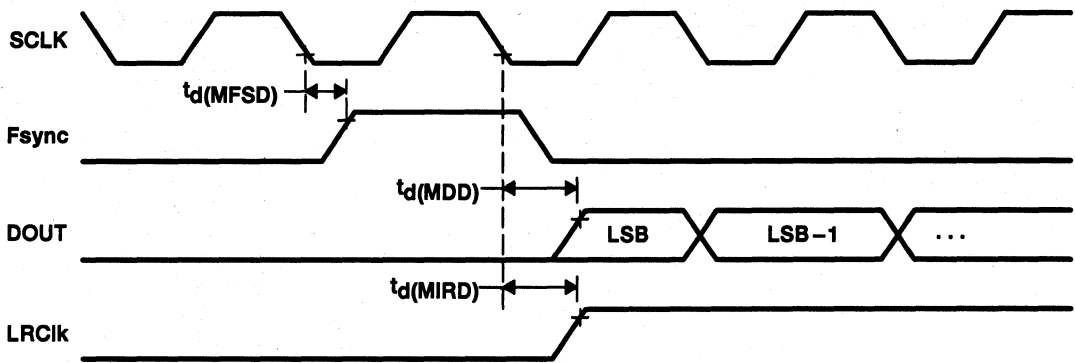 SCLK
td(MFSD)
Fsync
td(MDD)
DOUT
LSB
LSB–1
···
td(MIRD)
LRClk